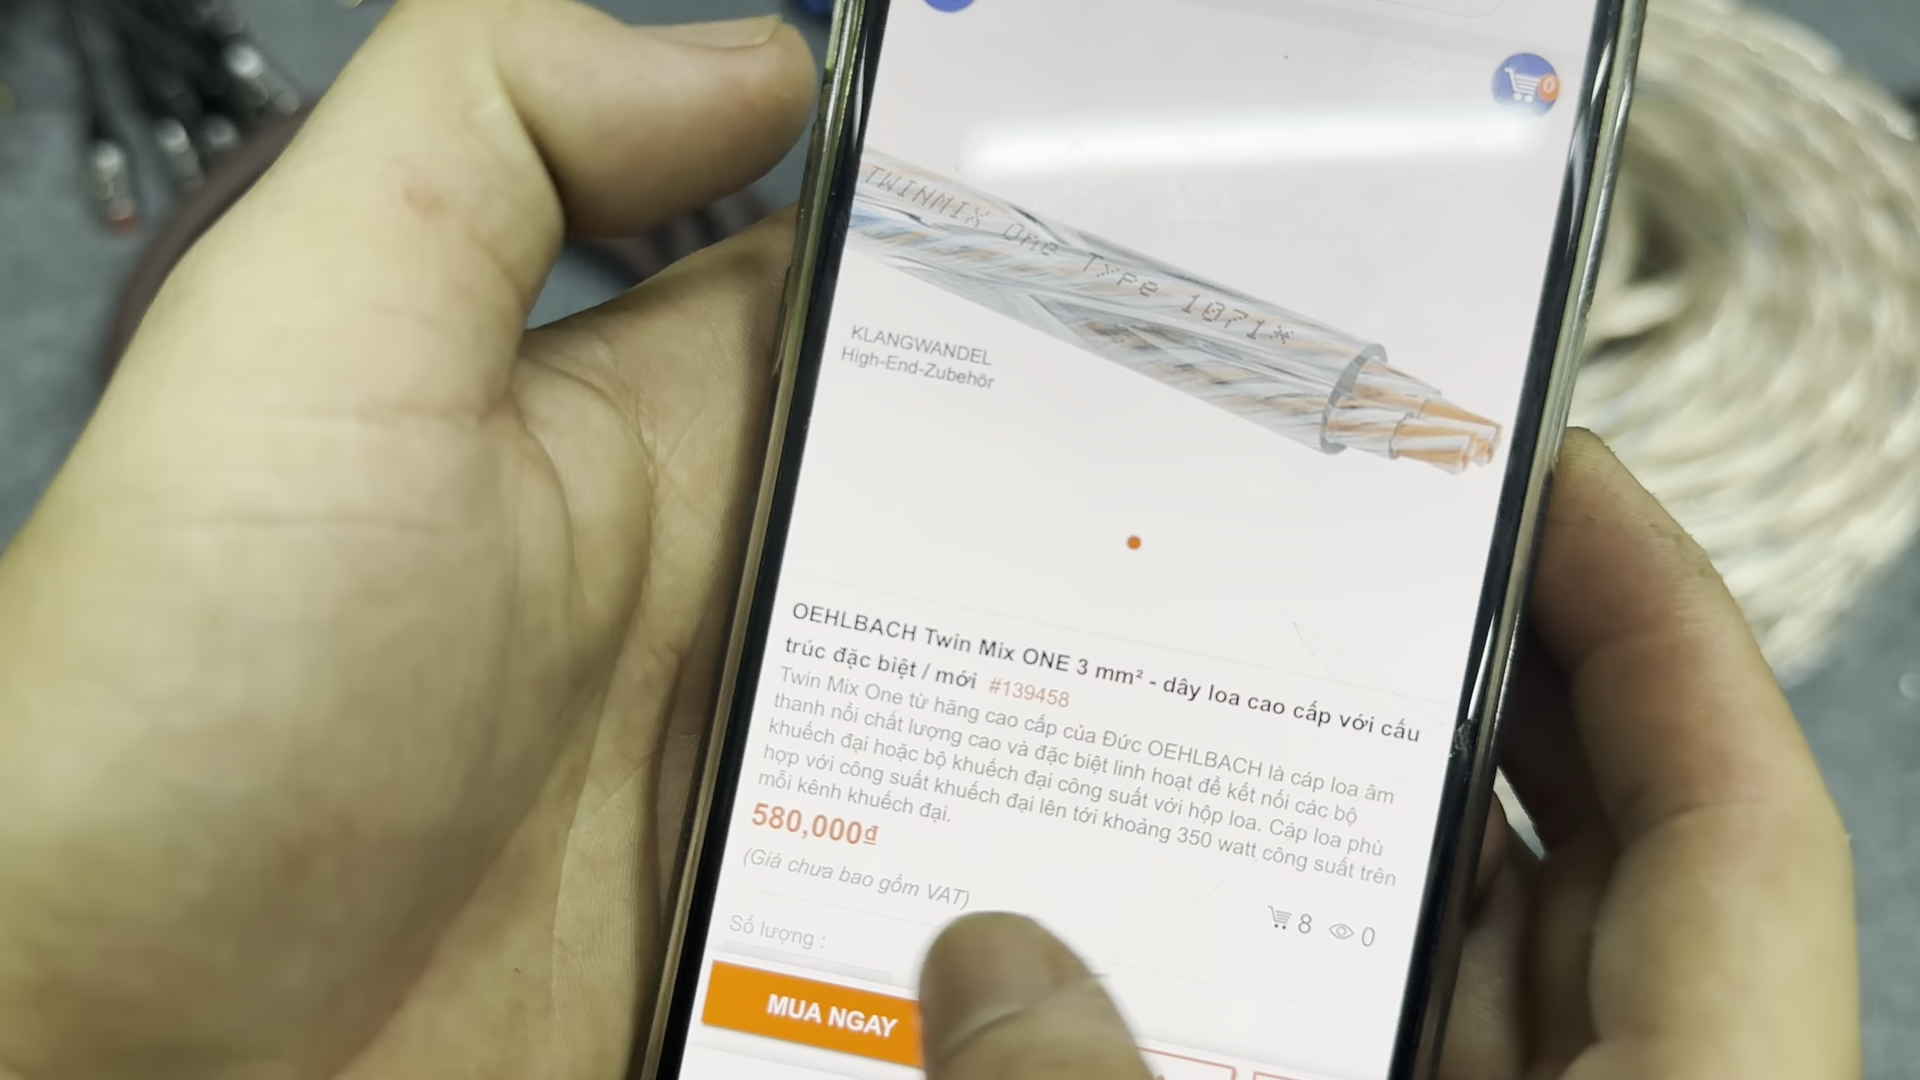 0
TWINMIX One Type 1071*
KLANGWANDEL
High-End-Zubehör
OEHLBACH Twin Mix ONE 3 mm² - dây loa cao cấp với cấu
trúc đặc biệt / mới #139458
Twin Mix One từ hãng cao cấp của Đức OEHLBACH là cáp loa âm
thanh nổi chất lượng cao và đặc biệt linh hoạt để kết nối các bộ
khuếch đại hoặc bộ khuếch đại công suất với hộp loa. Cáp loa phù
hợp với công suất khuếch đại lên tới khoảng 350 watt công suất trên
mỗi kênh khuếch đại.
580,000₫
(Giá chưa bao gồm VAT)
8 0
Số lượng :
MUA NGAY